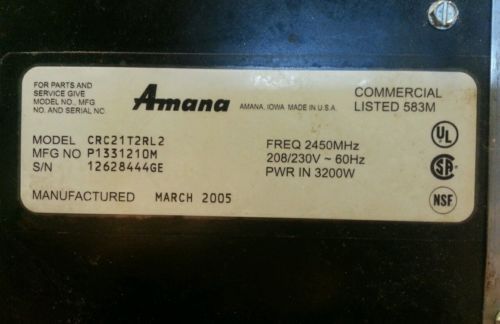 FOR PARTS AND
SERVICE GIVE
MODEL NO., MFG
NO. AND SERIAL NO.
Amana
AMANA, IOWA MADE IN U.S.A.
COMMERCIAL
LISTED 583M
MODEL CRC21T2RL2
MFG NO P1331210M
S/N 12628444GE
MANUFACTURED MARCH 2005
FREQ 2450MHz
208/230V ~ 60Hz
PWR IN 3200W
UL
SA
NSF